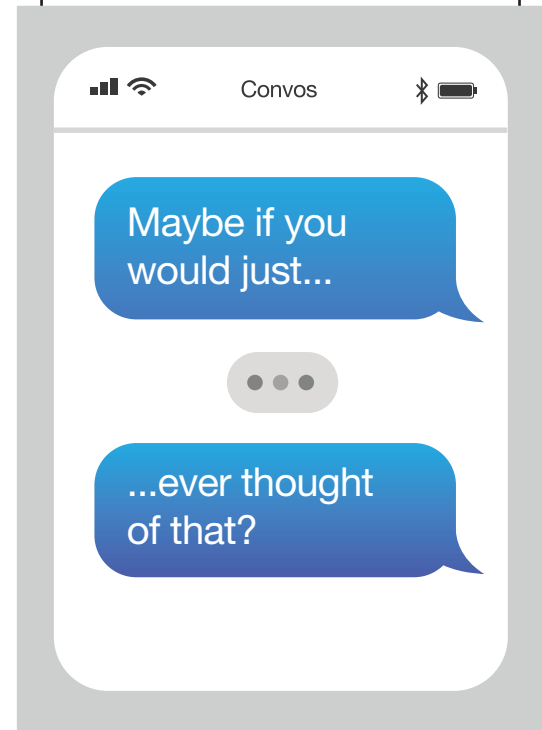 Convos
Maybe if you
would just...
...ever thought
of that?